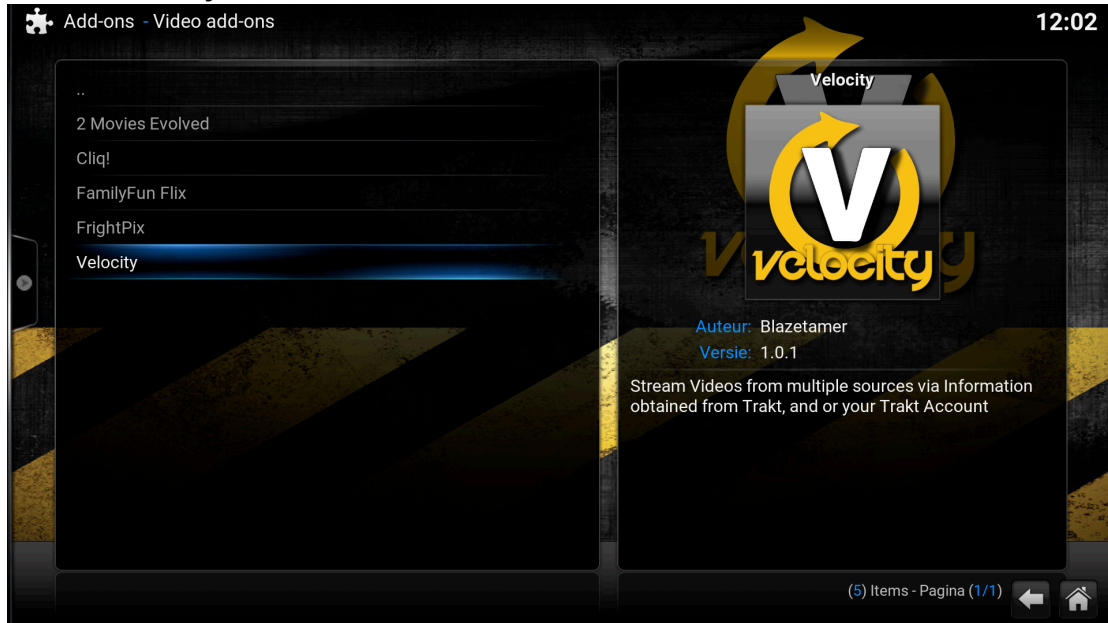 Add-ons - Video add-ons
12:02
..
2 Movies Evolved
Cliq!
FamilyFun Flix
FrightPix
Velocity
Velocity
V
velocity
Auteur: Blazetamer
Versie: 1.0.1
Stream Videos from multiple sources via Information
obtained from Trakt, and or your Trakt Account
(5) Items - Pagina (1/1)